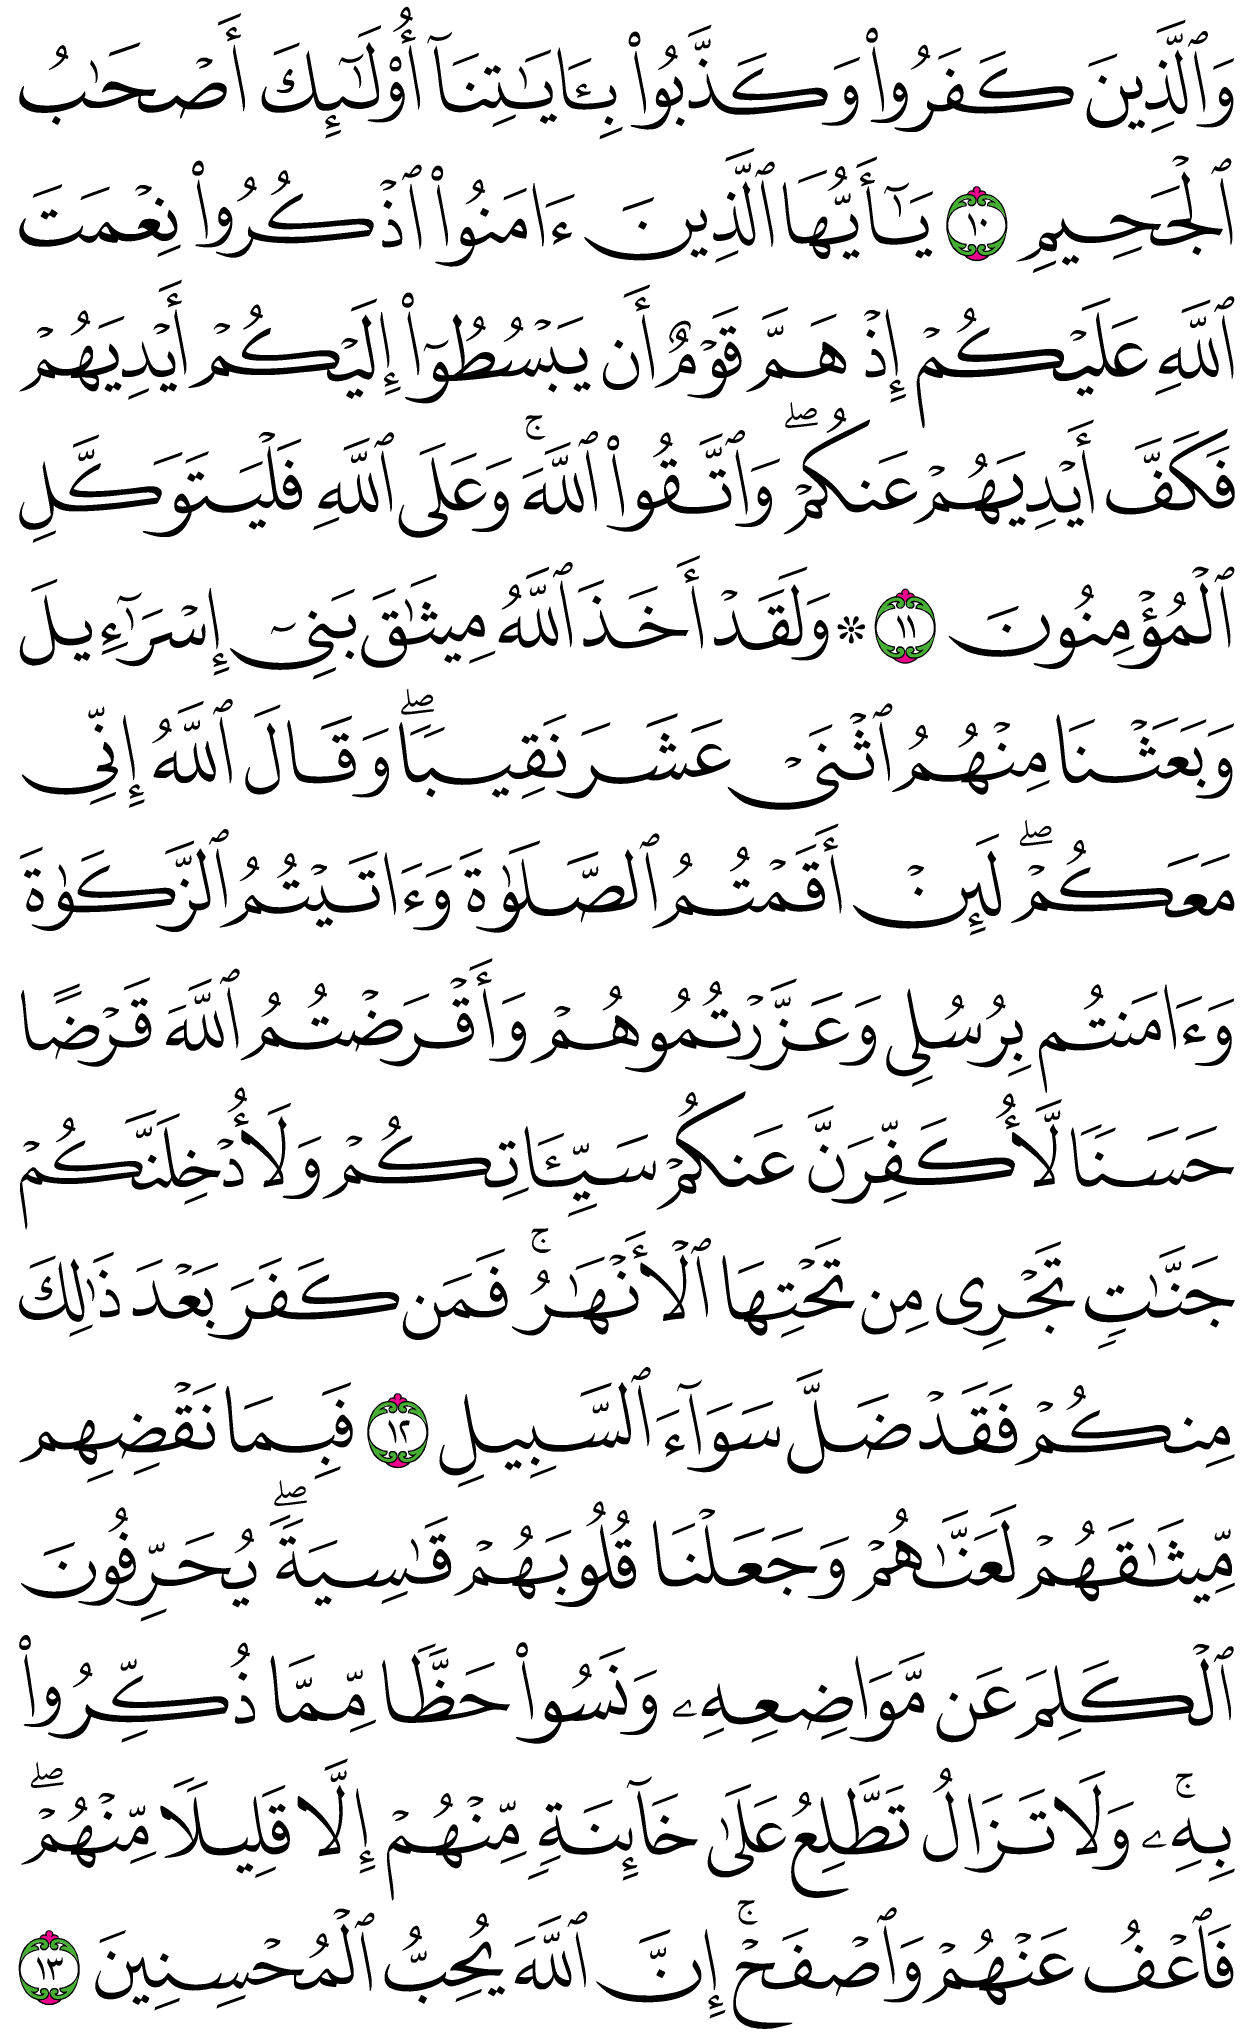 وَٱلَّذِينَ كَفَرُوا۟ وَكَذَّبُوا۟ بِـَٔايَـٰتِنَآ أُو۟لَـٰٓئِكَ أَصْحَـٰبُ
ٱلْجَحِيمِ ١٠ يَـٰٓأَيُّهَا ٱلَّذِينَ ءَامَنُوا۟ ٱذْكُرُوا۟ نِعْمَتَ
ٱللَّهِ عَلَيْكُمْ إِذْ هَمَّ قَوْمٌ أَن يَبْسُطُوٓا۟ إِلَيْكُمْ أَيْدِيَهُمْ
فَكَفَّ أَيْدِيَهُمْ عَنكُمْ ۖ وَٱتَّقُوا۟ ٱللَّهَ ۚ وَعَلَى ٱللَّهِ فَلْيَتَوَكَّلِ
ٱلْمُؤْمِنُونَ ١١ ۞ وَلَقَدْ أَخَذَ ٱللَّهُ مِيثَـٰقَ بَنِىٓ إِسْرَٰٓءِيلَ
وَبَعَثْنَا مِنْهُمُ ٱثْنَىْ عَشَرَ نَقِيبًا ۖ وَقَالَ ٱللَّهُ إِنِّى
مَعَكُمْ ۖ لَئِنْ أَقَمْتُمُ ٱلصَّلَوٰةَ وَءَاتَيْتُمُ ٱلزَّكَوٰةَ
وَءَامَنتُم بِرُسُلِى وَعَزَّرْتُمُوهُمْ وَأَقْرَضْتُمُ ٱللَّهَ قَرْضًا
حَسَنًا لَّأُكَفِّرَنَّ عَنكُمْ سَيِّـَٔاتِكُمْ وَلَأُدْخِلَنَّكُمْ
جَنَّـٰتٍ تَجْرِى مِن تَحْتِهَا ٱلْأَنْهَـٰرُ ۚ فَمَن كَفَرَ بَعْدَ ذَٰلِكَ
مِنكُمْ فَقَدْ ضَلَّ سَوَآءَ ٱلسَّبِيلِ ١٢ فَبِمَا نَقْضِهِم
مِّيثَـٰقَهُمْ لَعَنَّـٰهُمْ وَجَعَلْنَا قُلُوبَهُمْ قَـٰسِيَةً ۖ يُحَرِّفُونَ
ٱلْكَلِمَ عَن مَّوَاضِعِهِۦ وَنَسُوا۟ حَظًّا مِّمَّا ذُكِّرُوا۟
بِهِۦ ۚ وَلَا تَزَالُ تَطَّلِعُ عَلَىٰ خَآئِنَةٍ مِّنْهُمْ إِلَّا قَلِيلًا مِّنْهُمْ ۖ
فَٱعْفُ عَنْهُمْ وَٱصْفَحْ ۚ إِنَّ ٱللَّهَ يُحِبُّ ٱلْمُحْسِنِينَ ١٣